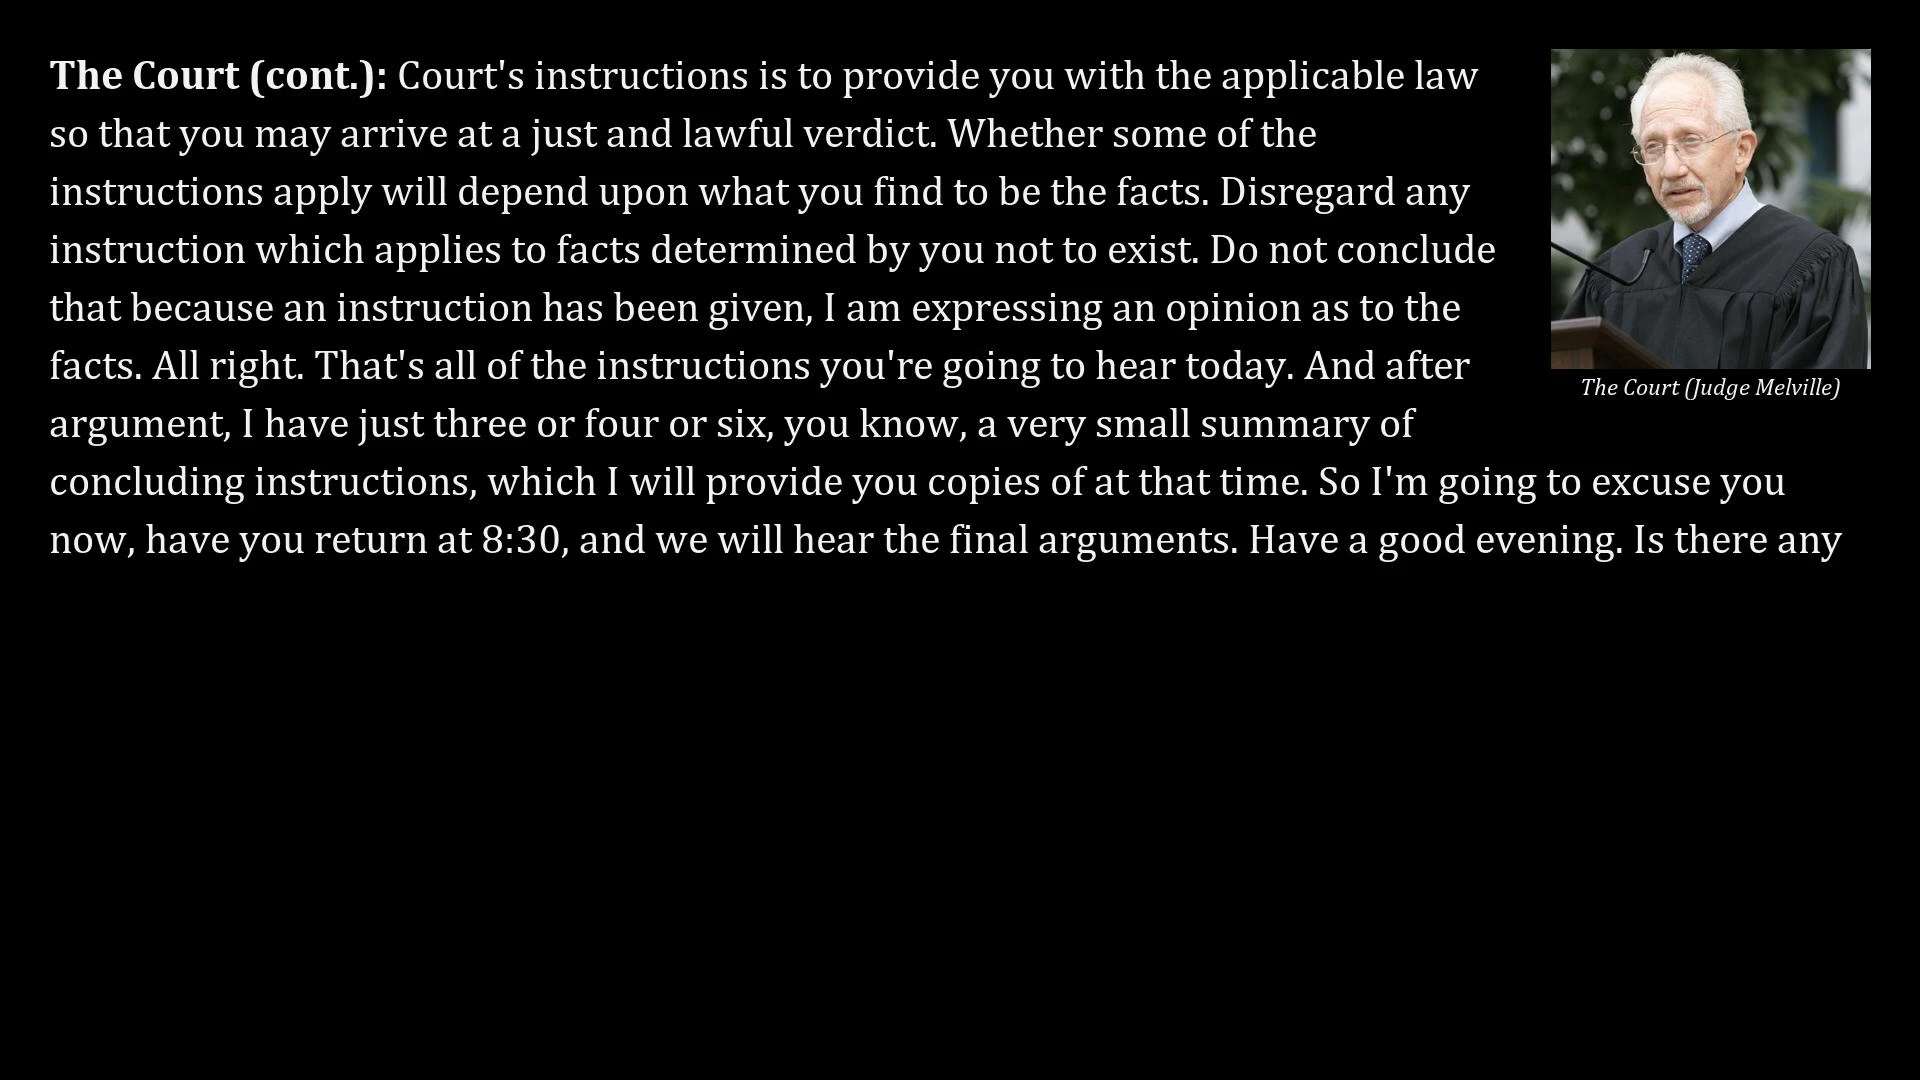 The Court (cont.): Court's instructions is to provide you with the applicable law
so that you may arrive at a just and lawful verdict. Whether some of the
instructions apply will depend upon what you find to be the facts. Disregard any
instruction which applies to facts determined by you not to exist. Do not conclude
that because an instruction has been given, I am expressing an opinion as to the
facts. All right. That's all of the instructions you're going to hear today. And after
The Court (Judge Melville)
argument, I have just three or four or six, you know, a very small summary of
concluding instructions, which I will provide you copies of at that time. So I'm going to excuse you
now, have you return at 8:30, and we will hear the final arguments. Have a good evening. Is there any